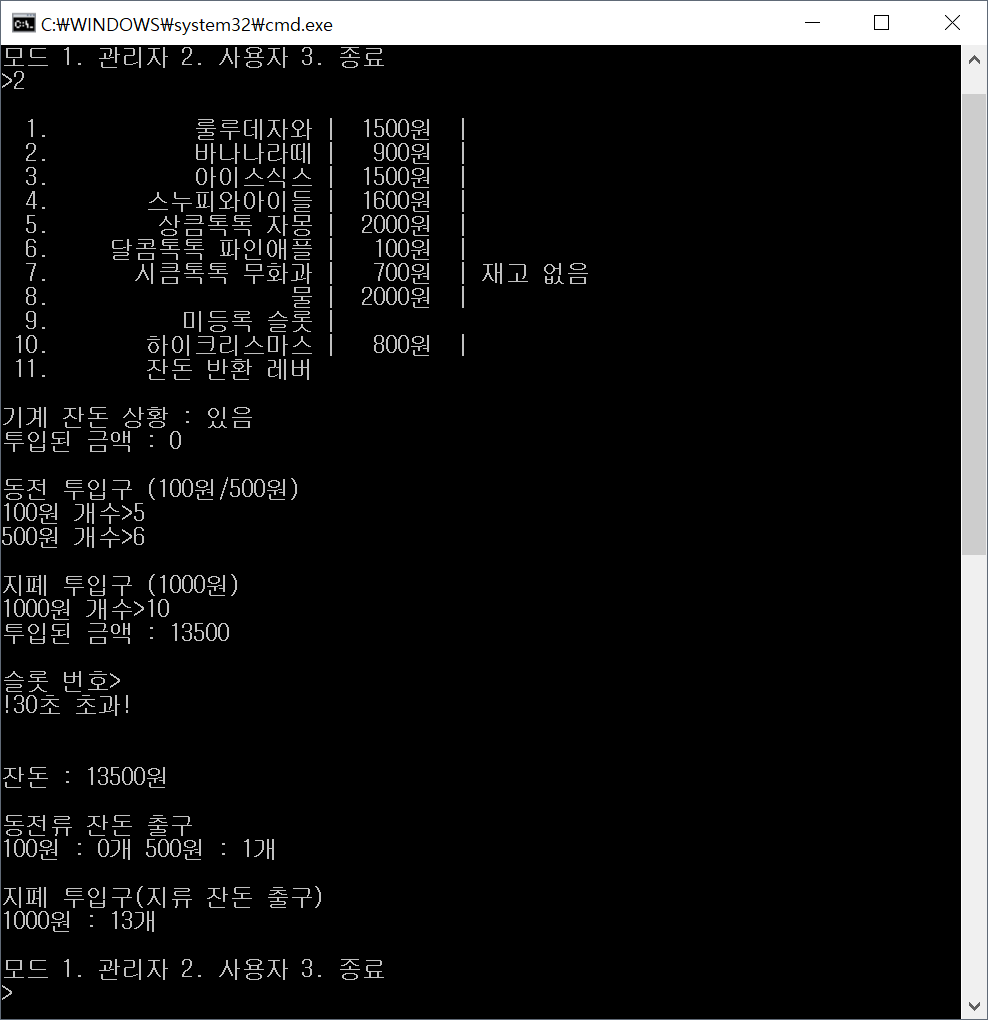 C:₩WINDOWS₩system32₩cmd.exe
모드 1. 관리자 2. 사용자 3. 종료
>2
1. 룰루데자와 | 1500원 |
2. 바나나라떼 | 900원 |
3. 아이스식스 | 1500원 |
4. 스누피와아이들 | 1600원 |
5. 상큼톡톡 자몽 | 2000원 |
6. 달콤톡톡 파인애플 | 100원 |
7. 시큼톡톡 무화과 | 700원 | 재고 없음
8. 물 | 2000원 |
9. 미등록 슬롯 |
10. 하이크리스마스 | 800원 |
11. 잔돈 반환 레버
기계 잔돈 상황 : 있음
투입된 금액 : 0
동전 투입구 (100원/500원)
100원 개수>5
500원 개수>6
지폐 투입구 (1000원)
1000원 개수>10
투입된 금액 : 13500
슬롯 번호>
!30초 초과!
잔돈 : 13500원
동전류 잔돈 출구
100원 : 0개 500원 : 1개
지폐 투입구(지류 잔돈 출구)
1000원 : 13개
모드 1. 관리자 2. 사용자 3. 종료
>